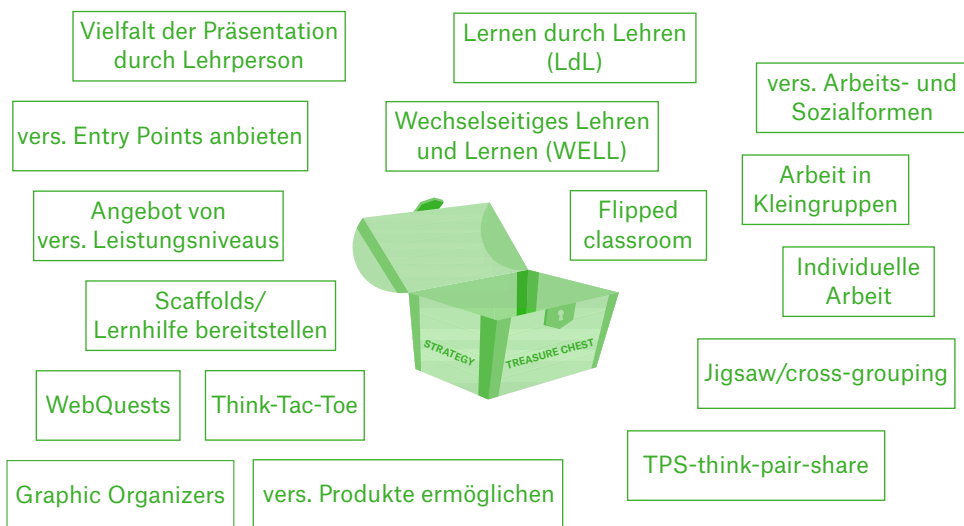 Vielfalt der Präsentation
durch Lehrperson
Lernen durch Lehren
(LdL)
vers. Arbeits- und
Sozialformen
vers. Entry Points anbieten
Wechselseitiges Lehren
und Lernen (WELL)
Arbeit in
Kleingruppen
Angebot von
vers. Leistungsniveaus
Flipped
classroom
Individuelle
Arbeit
Scaffolds/
Lernhilfe bereitstellen
STRATEGY
TREASURE CHEST
Jigsaw/cross-grouping
WebQuests
Think-Tac-Toe
TPS-think-pair-share
Graphic Organizers
vers. Produkte ermöglichen